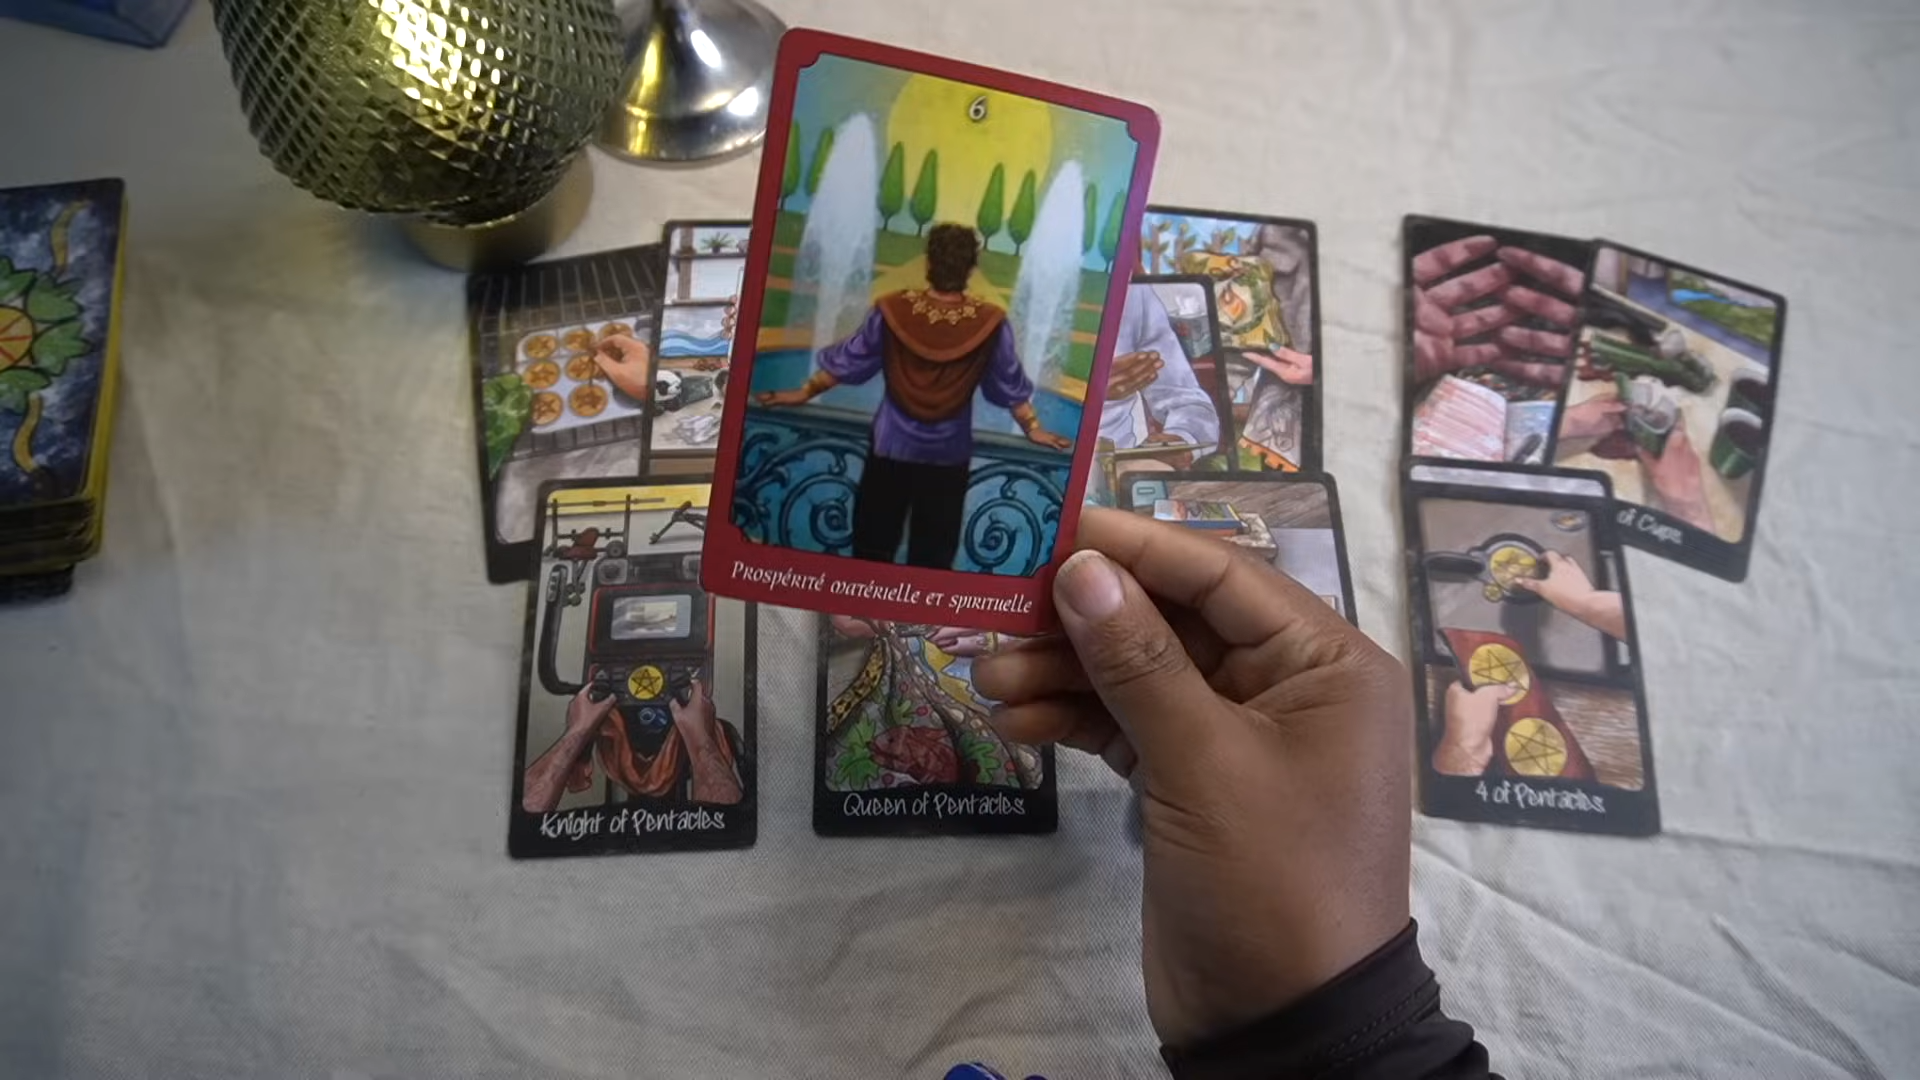 6
Prospérité matérielle et spirituelle
of Cups
Knight of Pentacles
Queen of Pentacles
4 of Pentacles